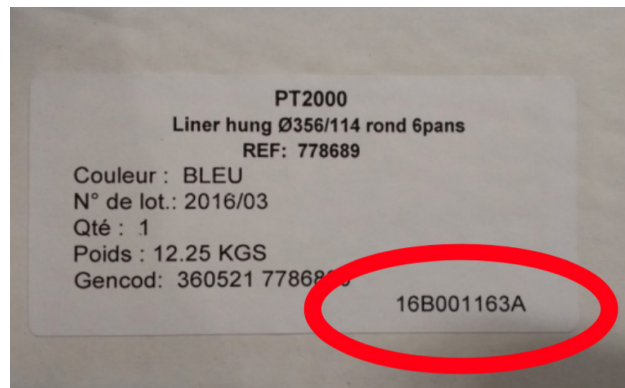 PT2000
Liner hung Ø356/114 rond 6pans
REF: 778689
Couleur : BLEU
N° de lot.: 2016/03
Qté : 1
Poids : 12.25 KGS
Gencod: 360521
16B001163A